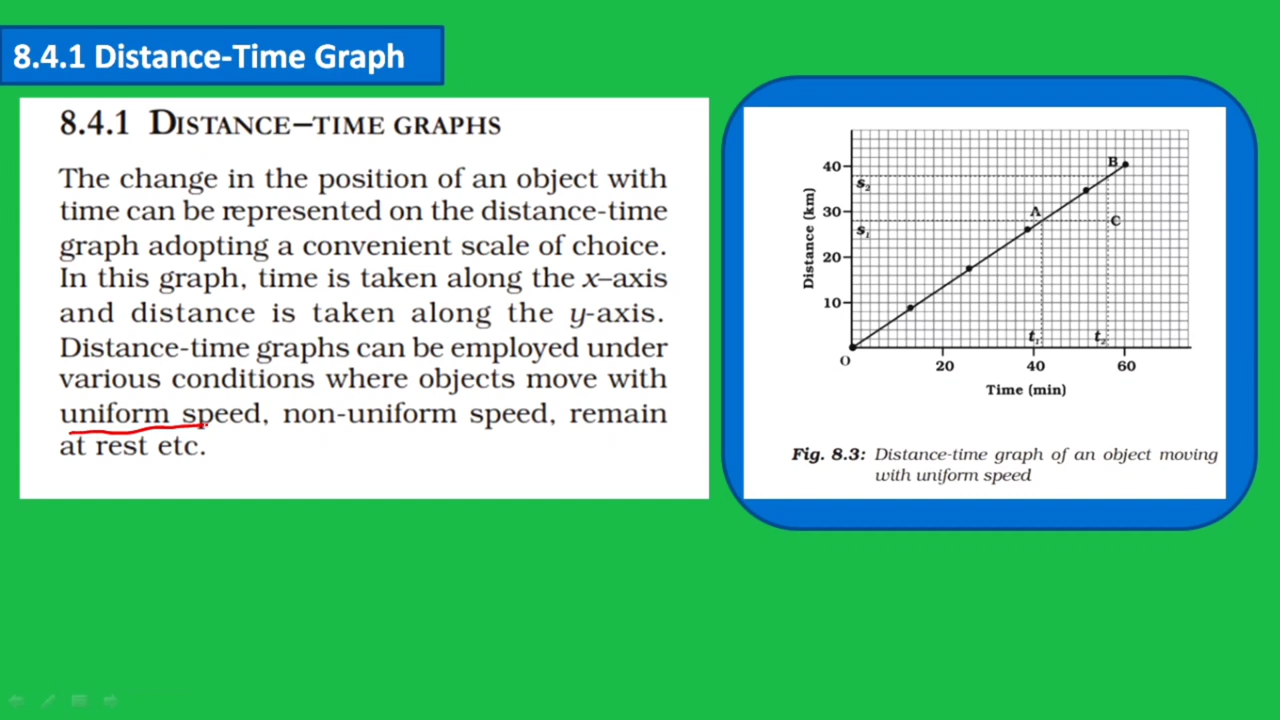 8.4.1 Distance-Time Graph
8.4.1 DISTANCE–TIME GRAPHS
The change in the position of an object with
time can be represented on the distance-time
graph adopting a convenient scale of choice.
In this graph, time is taken along the x–axis
and distance is taken along the y-axis.
Distance-time graphs can be employed under
various conditions where objects move with
uniform speed, non-uniform speed, remain
at rest etc.
Distance (km)
40
30
20
10
s₂
s₁
A
B
C
t₁
t₂
O
20
40
60
Time (min)
Fig. 8.3: Distance-time graph of an object moving
with uniform speed